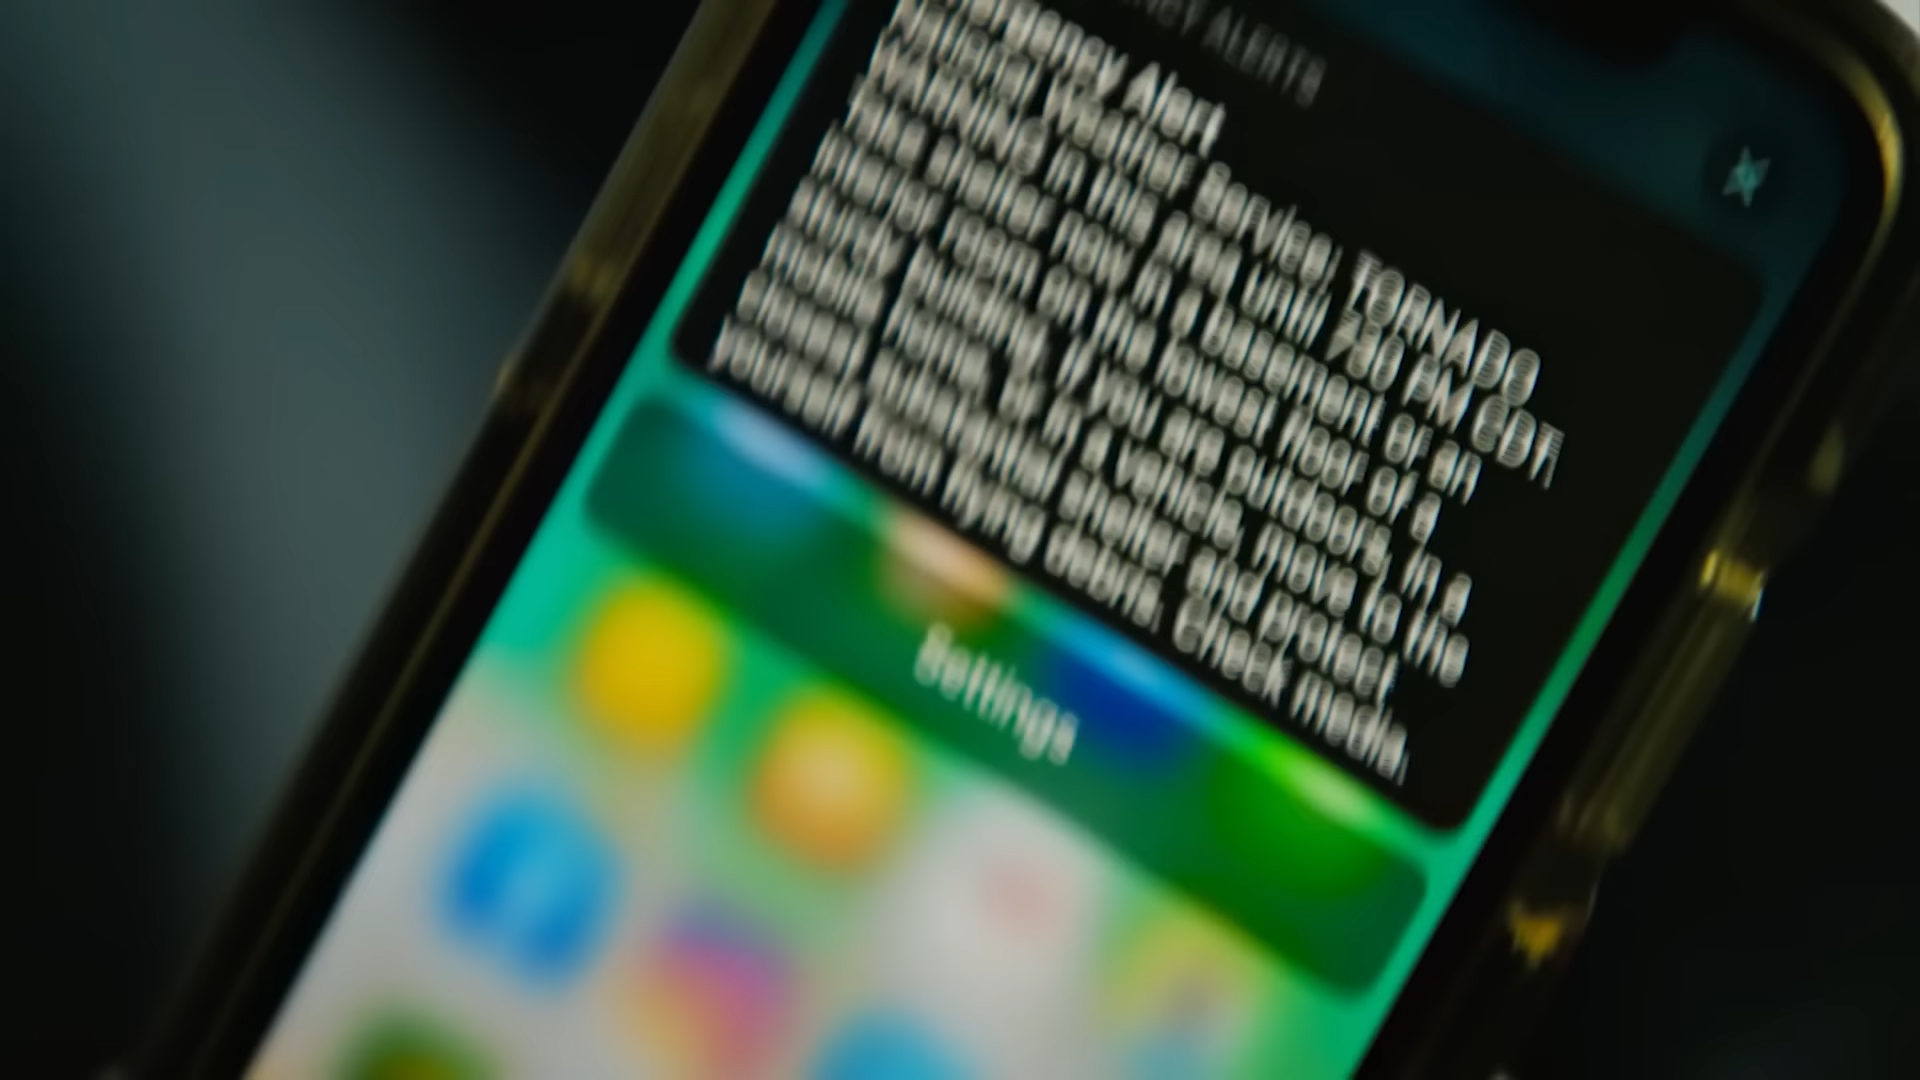 EMERGENCY ALERTS
Emergency Alert
National Weather Service: TORNADO
WARNING in this area until
PM CDT.
Take shelter now in a basement or an
interior room on the lowest floor of a
sturdy building. If you are outdoors, in a
mobile home, or in a vehicle, move to the
closest substantial shelter and protect
yourself from flying debris. Check media.
Settings